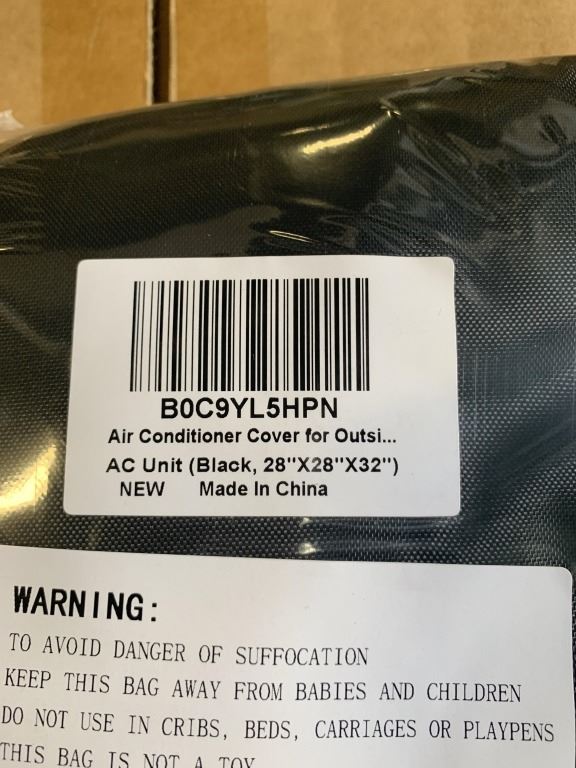 B0C9YL5HPN
Air Conditioner Cover for Outsi...
AC Unit (Black, 28"X28"X32")
NEW Made In China
WARNING:
TO AVOID DANGER OF SUFFOCATION
KEEP THIS BAG AWAY FROM BABIES AND CHILDREN
DO NOT USE IN CRIBS, BEDS, CARRIAGES OR PLAYPENS
THIS BAG IS NOT A TOY